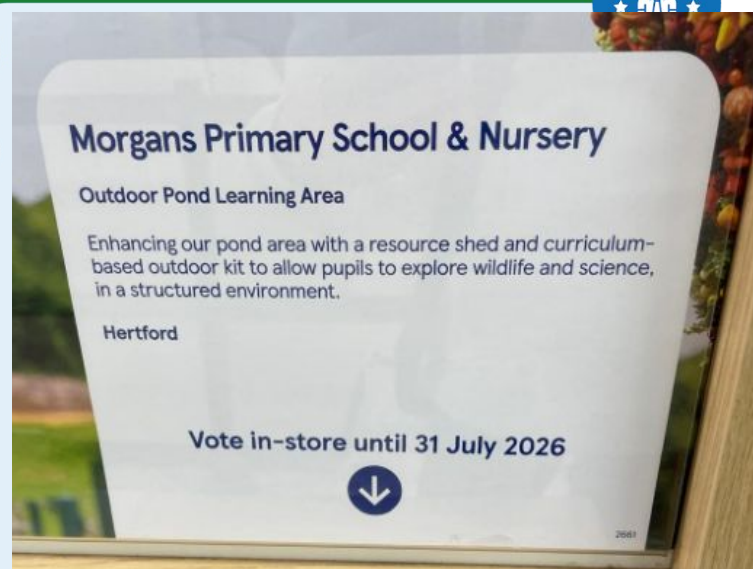 Morgans Primary School & Nursery
Outdoor Pond Learning Area
Enhancing our pond area with a resource shed and curriculum-
based outdoor kit to allow pupils to explore wildlife and science,
in a structured environment.
Hertford
Vote in-store until 31 July 2026
2661